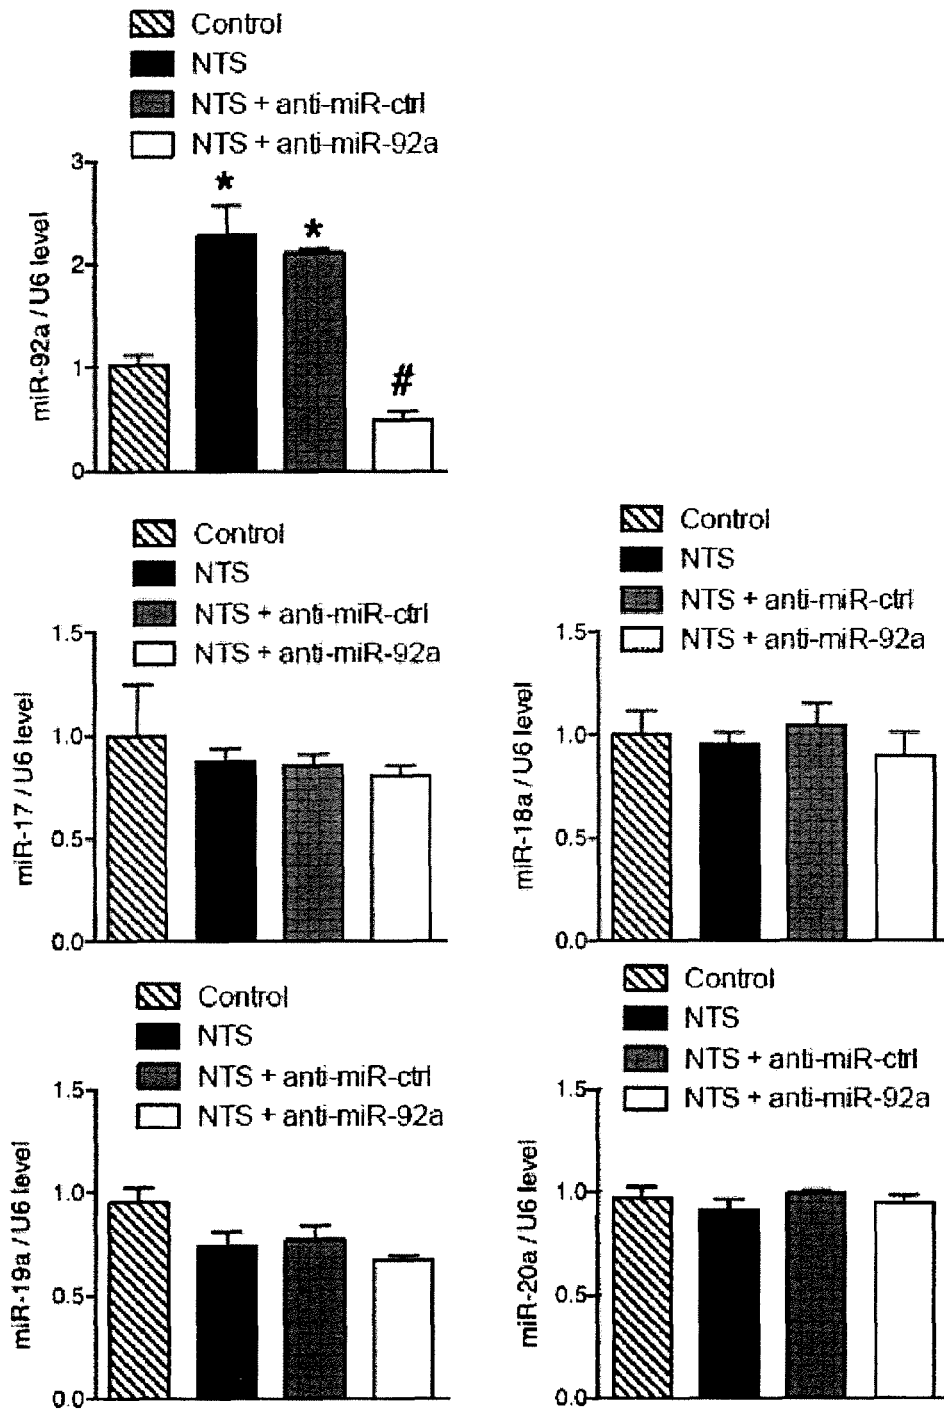 Control
NTS
NTS + anti-miR-ctrl
NTS + anti-miR-92a
miR-92a / U6 level
3
2
1
0
*
*
#
Control
NTS
NTS + anti-miR-ctrl
NTS + anti-miR-92a
miR-17 / U6 level
1.5
1.0
0.5
0.0
Control
NTS
NTS + anti-miR-ctrl
NTS + anti-miR-92a
miR-18a / U6 level
1.5
1.0
0.5
0.0
Control
NTS
NTS + anti-miR-ctrl
NTS + anti-miR-92a
miR-19a / U6 level
1.5
1.0
0.5
0.0
Control
NTS
NTS + anti-miR-ctrl
NTS + anti-miR-92a
miR-20a / U6 level
1.5
1.0
0.5
0.0